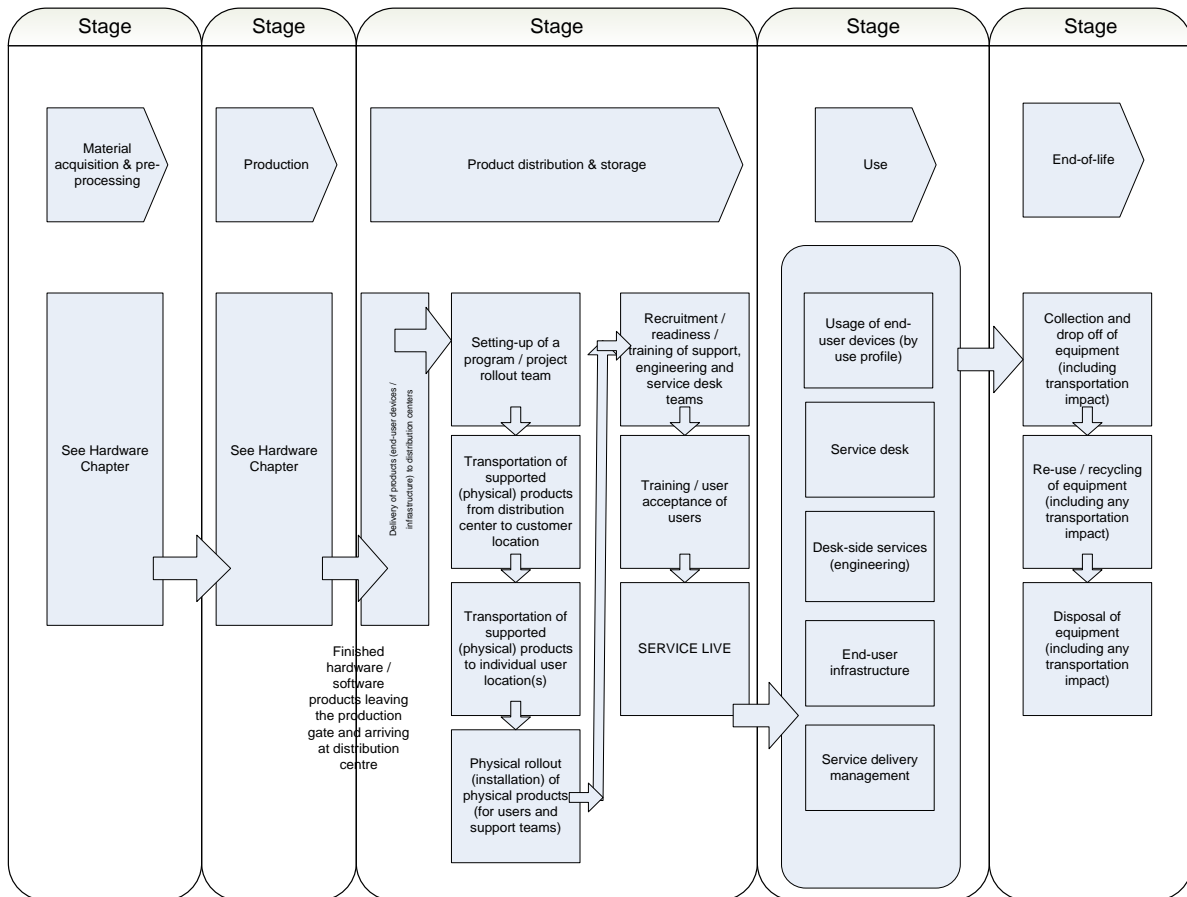 Stage
Stage
Stage
Stage
Stage
Material
acquisition & pre-
processing
Production
Product distribution & storage
Use
End-of-life
See Hardware
Chapter
See Hardware
Chapter
Delivery of products (end-user devices /
infrastructure) to distribution centers
Finished
hardware /
software
products leaving
the production
gate and arriving
at distribution
centre
Setting-up of a
program / project
rollout team
Transportation of
supported
(physical) products
from distribution
center to customer
location
Transportation of
supported
(physical) products
to individual user
location(s)
Physical rollout
(installation) of
physical products
(for users and
support teams)
Recruitment /
readiness /
training of support,
engineering and
service desk
teams
Training / user
acceptance of
users
SERVICE LIVE
Usage of end-
user devices (by
use profile)
Service desk
Desk-side services
(engineering)
End-user
infrastructure
Service delivery
management
Collection and
drop off of
equipment
(including
transportation
impact)
Re-use / recycling
of equipment
(including any
transportation
impact)
Disposal of
equipment
(including any
transportation
impact)